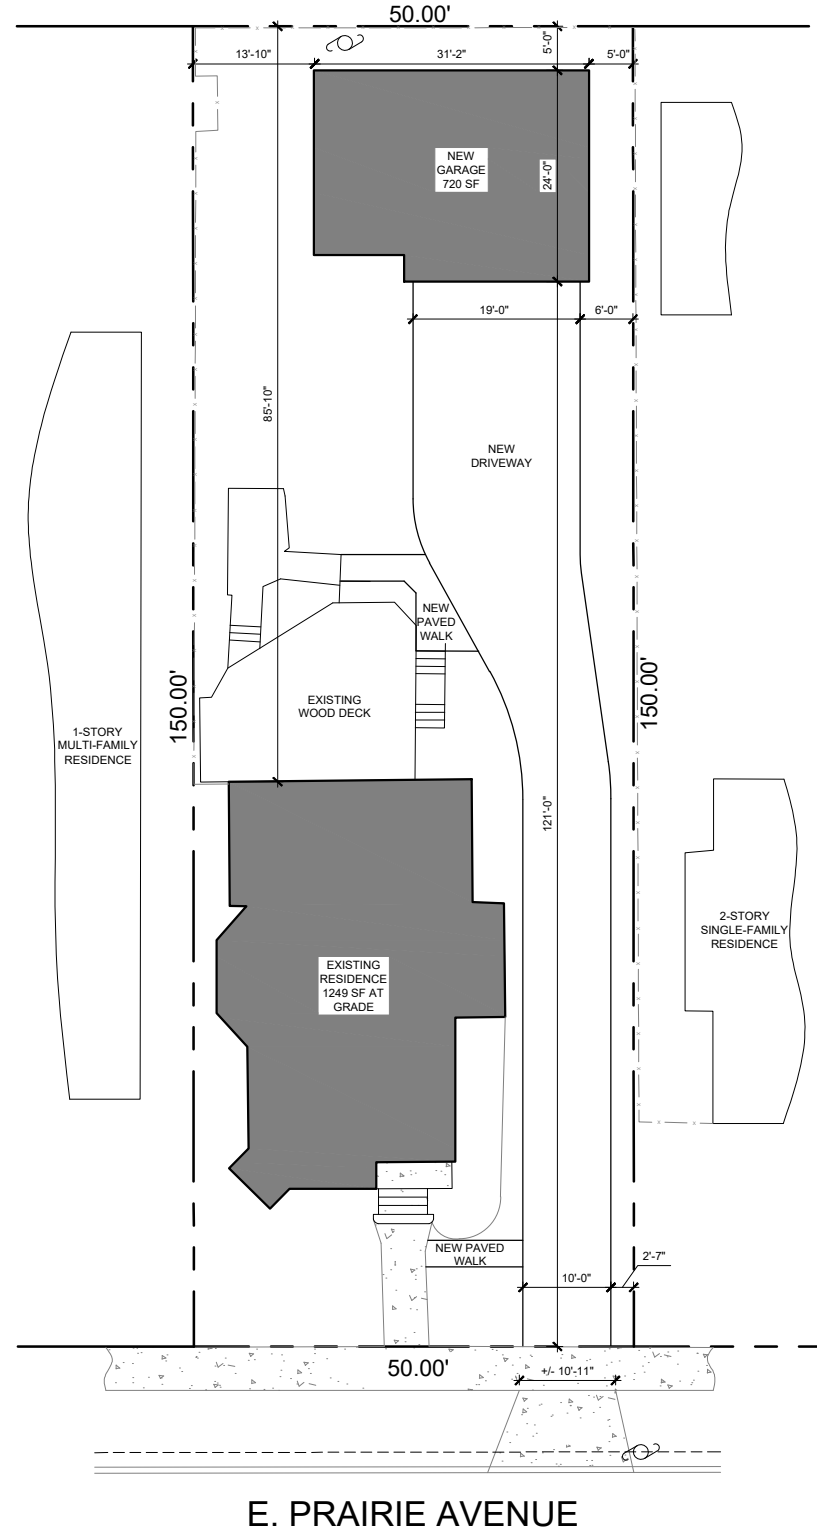 50.00'
13'-10"
31'-2"
5'-0"
5'-0"
NEW
GARAGE
720 SF
24'-0"
19'-0"
6'-0"
85'-10"
NEW
DRIVEWAY
NEW
PAVED
WALK
EXISTING
WOOD DECK
150.00'
150.00'
1-STORY
MULTI-FAMILY
RESIDENCE
121'-0"
2-STORY
SINGLE-FAMILY
RESIDENCE
EXISTING
RESIDENCE
1249 SF AT
GRADE
NEW PAVED
WALK
2'-7"
10'-0"
50.00'
+/- 10'-11"
E. PRAIRIE AVENUE